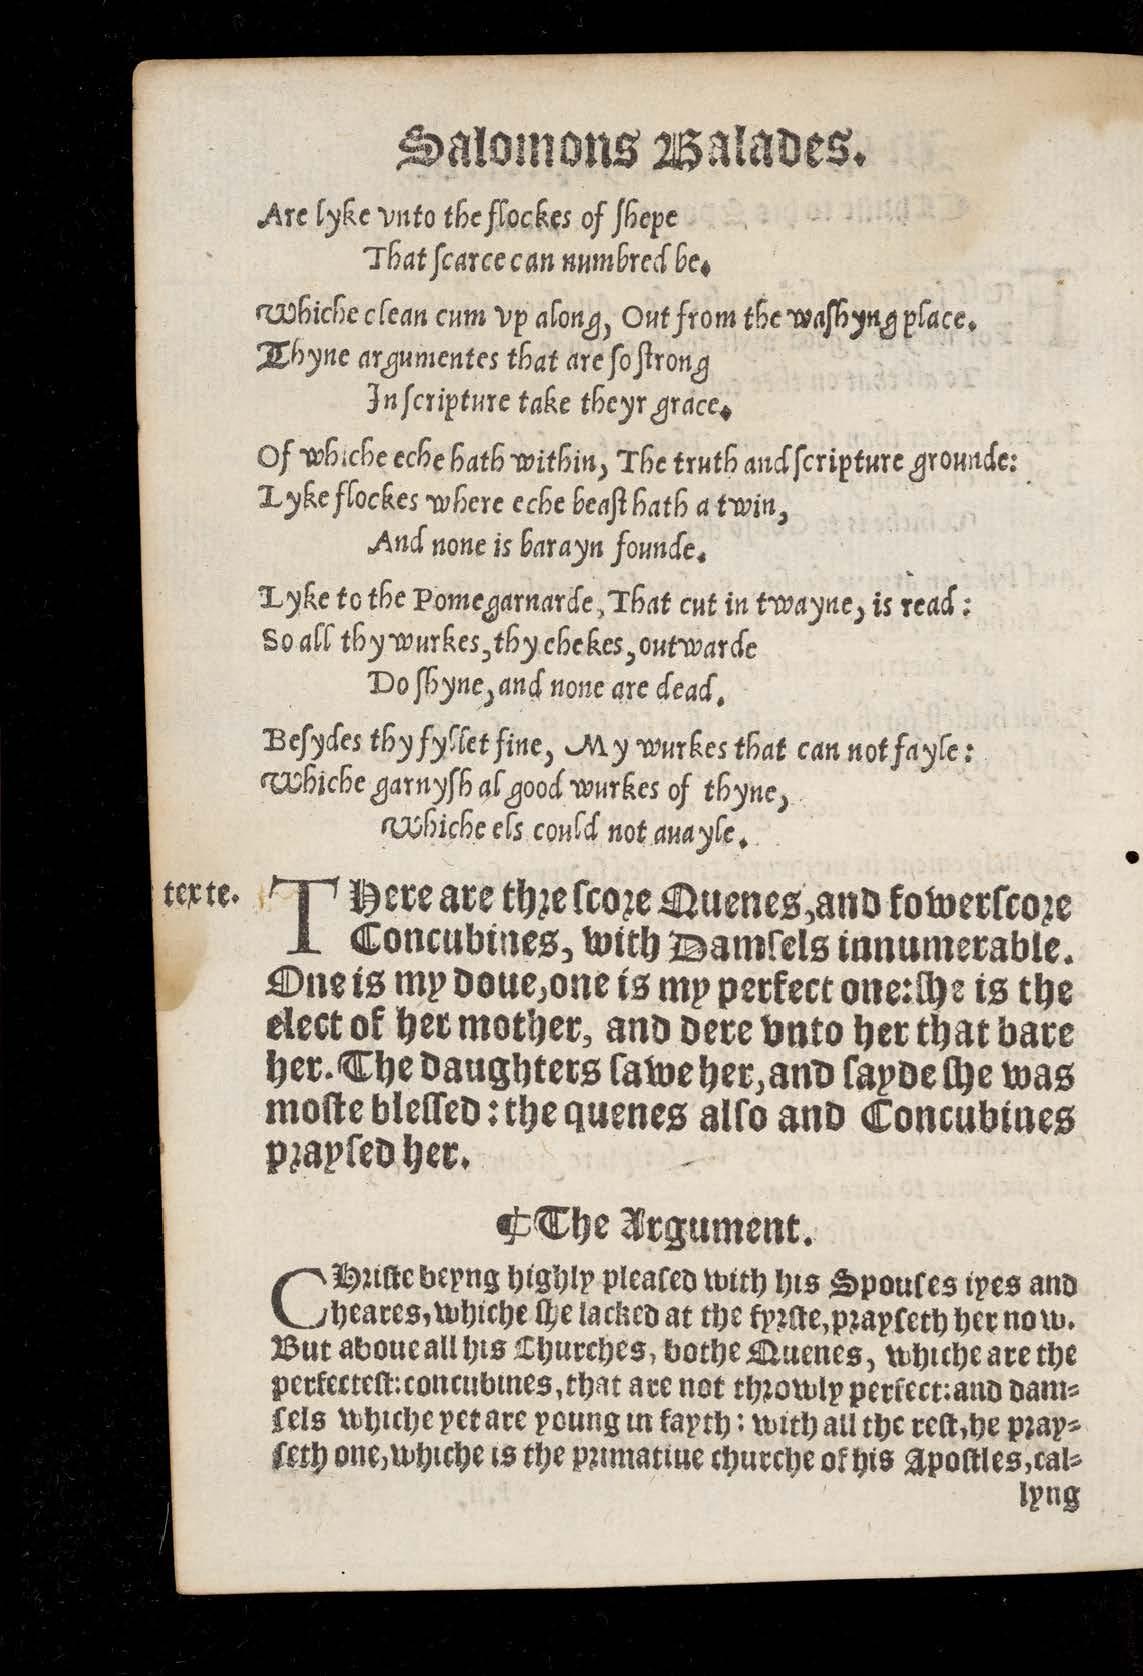 Salomons Balades.
Are lyke vnto the flockes of ſhepe
That ſcarce can numbred be.
Whiche clean cum vp along, Out from the waſhyng place.
Thyne argumentes that are ſo ſtrong
In ſcripture take theyr grace.
Of whiche eche hath within, The truth and ſcripture grounde:
Lyke flockes where eche beaſt hath a twin,
And none is barayn founde.
Lyke to the Pomegarnarde, That cut in twayne, is read:
So all thy wurkes, thy chekes, outwarde
Do ſhyne, and none are dead.
Beſydes thy fyllet fine, My wurkes that can not fayle:
Whiche garnyſh al good wurkes of thyne,
Whiche els could not auayle.
texte. THere are thre ſcore Quenes, and fowerſcore
Concubines, with Damſels innumerable.
One is my doue, one is my perfect one: ſhe is the
elect of her mother, and dere vnto her that bare
her. The daughters ſawe her, and ſayde ſhe was
moſte bleſſed: the quenes alſo and Concubines
prayſed her.
¶The Argument.
CHriſte beyng highly pleaſed with his Spouſes iyes and
heares, whiche ſhe lacked at the fyrſte, prayſeth her now.
But aboue all his Churches, bothe Quenes, whiche are the
perfecteſt: concubines, that are not throwly perfect: and dam⸗
ſels whiche yet are young in fayth: with all the reſt, he pray⸗
ſeth one, whiche is the primatiue churche of his Apoſtles, cal⸗
lyng